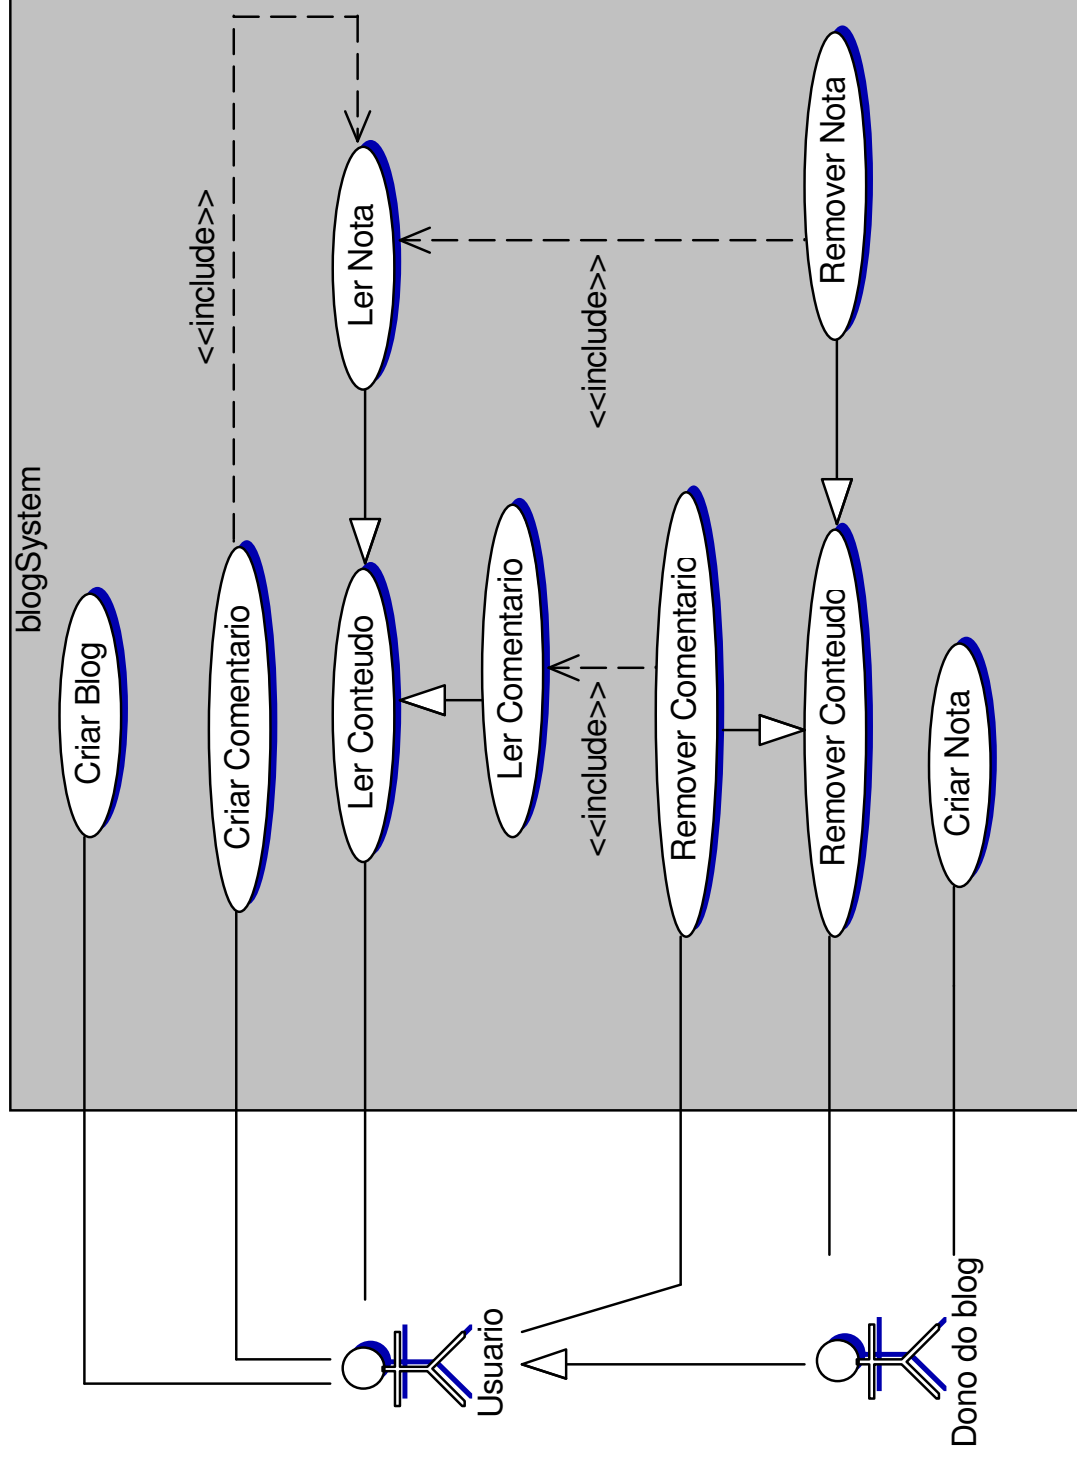 blogSystem
Criar Blog
Criar Comentario
<<include>>
Ler Conteudo
Ler Nota
Usuario
Ler Comentario
<<include>>
<<include>>
Remover Comentario
Remover Conteudo
Remover Nota
Dono do blog
Criar Nota